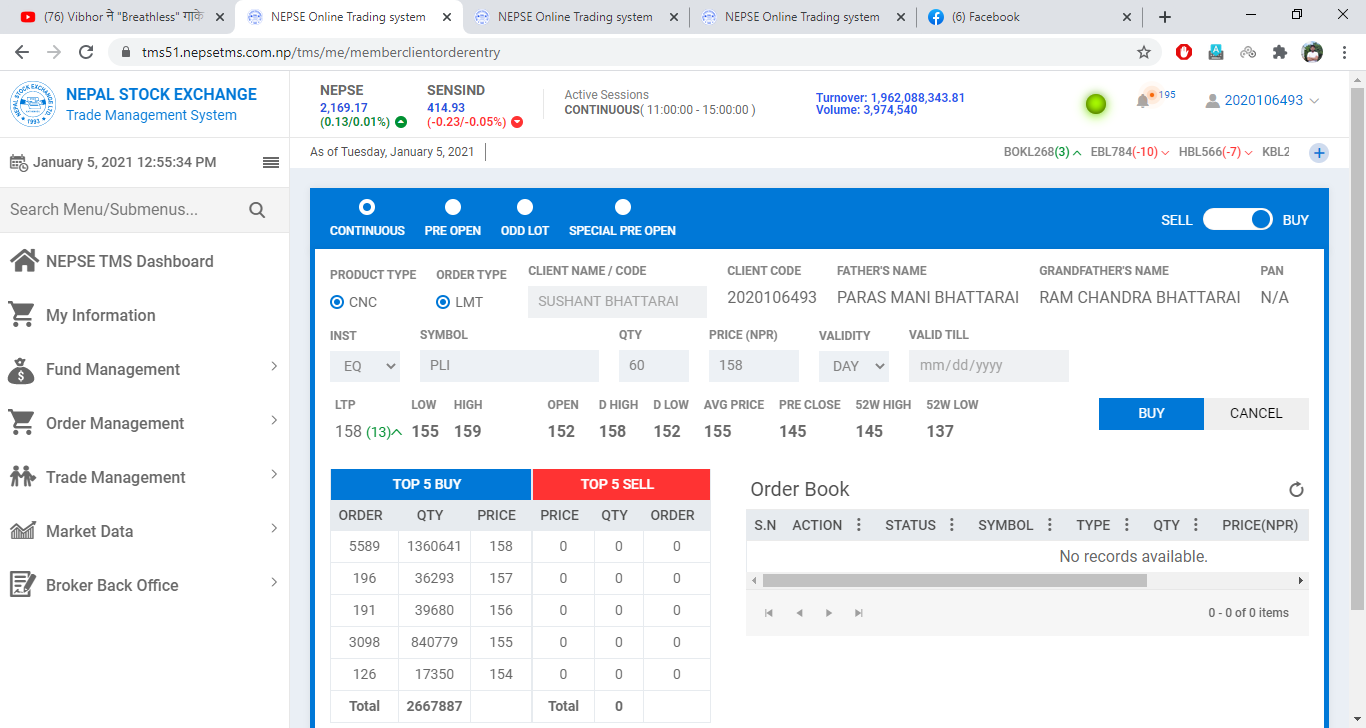 (76) Vibhor ने "Breathless" गाके
NEPSE Online Trading system
NEPSE Online Trading system
NEPSE Online Trading system
(6) Facebook
tms51.nepsetms.com.np/tms/me/memberclientorderentry
NEPAL STOCK EXCHANGE
Trade Management System
NEPSE
2,169.17
(0.13/0.01%)
SENSIND
414.93
(-0.23/-0.05%)
Active Sessions
CONTINUOUS( 11:00:00 - 15:00:00 )
Turnover: 1,962,088,343.81
Volume: 3,974,540
195
2020106493
January 5, 2021 12:55:34 PM
As of Tuesday, January 5, 2021
BOKL268(3) EBL784(-10) HBL566(-7) KBL2
Search Menu/Submenus...
NEPSE TMS Dashboard
My Information
Fund Management
Order Management
Trade Management
Market Data
Broker Back Office
CONTINUOUS PRE OPEN ODD LOT SPECIAL PRE OPEN
SELL BUY
PRODUCT TYPE ORDER TYPE CLIENT NAME / CODE CLIENT CODE FATHER'S NAME GRANDFATHER'S NAME PAN
CNC LMT SUSHANT BHATTARAI 2020106493 PARAS MANI BHATTARAI RAM CHANDRA BHATTARAI N/A
INST SYMBOL QTY PRICE (NPR) VALIDITY VALID TILL
EQ PLI 60 158 DAY mm/dd/yyyy
LTP LOW HIGH OPEN D HIGH D LOW AVG PRICE PRE CLOSE 52W HIGH 52W LOW
158 (13) 155 159 152 158 152 155 145 145 137
BUY CANCEL
TOP 5 BUY TOP 5 SELL
ORDER QTY PRICE PRICE QTY ORDER
5589 1360641 158 0 0 0
196 36293 157 0 0 0
191 39680 156 0 0 0
3098 840779 155 0 0 0
126 17350 154 0 0 0
Total 2667887 Total 0
Order Book
S.N ACTION STATUS SYMBOL TYPE QTY PRICE(NPR)
No records available.
0 - 0 of 0 items